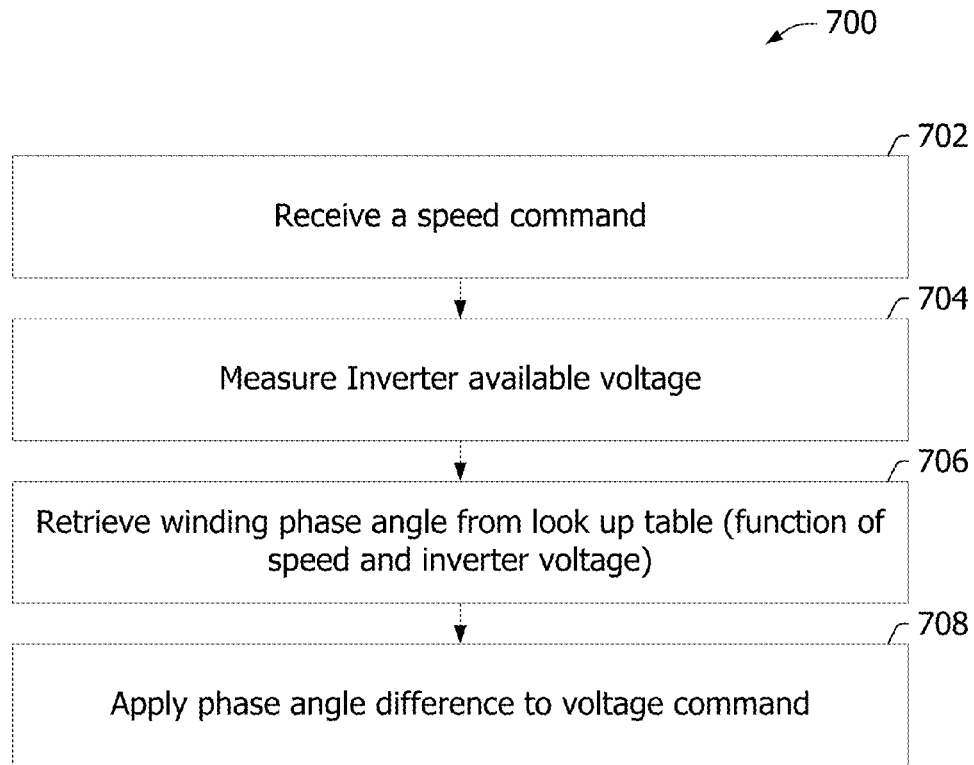 700
702
Receive a speed command
704
Measure Inverter available voltage
706
Retrieve winding phase angle from look up table (function of
speed and inverter voltage)
708
Apply phase angle difference to voltage command